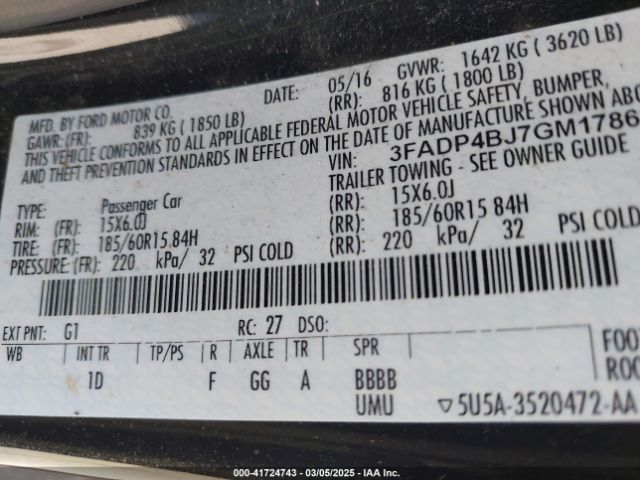 MFD. BY FORD MOTOR CO. DATE: 05/16 GVWR: 1642 KG ( 3620 LB)
GAWR: (FR): 839 KG ( 1850 LB) (RR): 816 KG ( 1800 LB)
THIS VEHICLE CONFORMS TO ALL APPLICABLE FEDERAL MOTOR VEHICLE SAFETY, BUMPER,
AND THEFT PREVENTION STANDARDS IN EFFECT ON THE DATE OF MANUFACTURE SHOWN ABO
VIN: 3FADP4BJ7GM1786
TYPE: Passenger Car TRAILER TOWING - SEE OWNER GUIDE
RIM: (FR): 15X6.0J (RR): 15X6.0J
TIRE: (FR): 185/60R15 84H (RR): 185/60R15 84H
PRESSURE: (FR): 220 kPa/ 32 PSI COLD (RR): 220 kPa/ 32 PSI COLD
EXT PNT: G1 RC: 27 DSO:
WB INT TR TP/PS R AXLE TR SPR FOO
ROO
1D F GG A BBBB
UMU ▽5U5A-3520472-AA
000-41724743 — 03/05/2025 — IAA Inc.